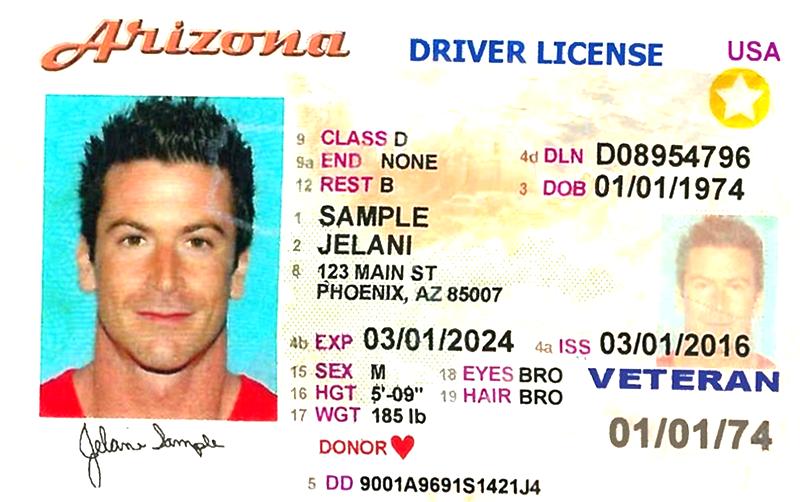 Arizona DRIVER LICENSE USA
9 CLASS D
9a END NONE 4d DLN D08954796
12 REST B 3 DOB 01/01/1974
1 SAMPLE
2 JELANI
8 123 MAIN ST
PHOENIX, AZ 85007
4b EXP 03/01/2024 4a ISS 03/01/2016
15 SEX M 18 EYES BRO VETERAN
16 HGT 5'-09" 19 HAIR BRO
17 WGT 185 lb 01/01/74
Jelani Sample
DONOR
5 DD 9001A9691S1421J4